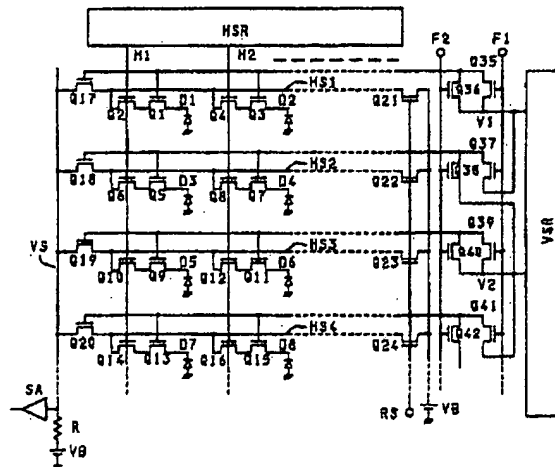 HSR
F2 F1
H1 H2 Q35
HS1
Q17 Q2 Q1 D1 Q4 Q3 D2 Q21 Q36
V1
Q37
HS2
Q18 Q6 Q5 D3 Q8 Q7 D4 Q22 38
VSR
Q39
VS HS3
Q19 Q10 Q9 D5 Q12 Q11 D6 Q23 Q40
V2
Q41
HS4
Q20 Q14 Q13 D7 Q16 Q15 D8 Q24 Q42
SA
R
VB
RS VB